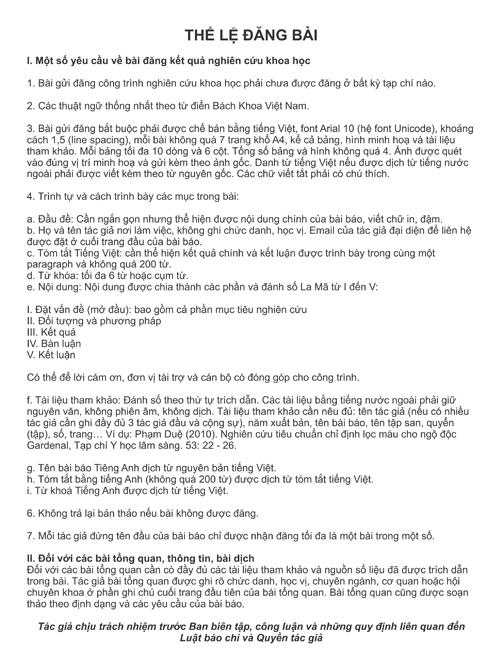 THỂ LỆ ĐĂNG BÀI
I. Một số yêu cầu về bài đăng kết quả nghiên cứu khoa học
1. Bài gửi đăng công trình nghiên cứu khoa học phải chưa được đăng ở bất kỳ tạp chí nào.
2. Các thuật ngữ thống nhất theo từ điển Bách Khoa Việt Nam.
3. Bài gửi đăng bắt buộc phải được chế bản bằng tiếng Việt, font Arial 10 (hệ font Unicode), khoảng
cách 1,5 (line spacing), mỗi bài không quá 7 trang khổ A4, kể cả bảng, hình minh hoạ và tài liệu
tham khảo. Mỗi bảng tối đa 10 dòng và 6 cột. Tổng số bảng và hình không quá 4. Ảnh được quét
vào đúng vị trí minh hoạ và gửi kèm theo ảnh gốc. Danh từ tiếng Việt nếu được dịch từ tiếng nước
ngoài phải được viết kèm theo từ nguyên gốc. Các chữ viết tắt phải có chú thích.
4. Trình tự và cách trình bày các mục trong bài:
a. Đầu đề: Cần ngắn gọn nhưng thể hiện được nội dung chính của bài báo, viết chữ in, đậm.
b. Họ và tên tác giả nơi làm việc, không ghi chức danh, học vị. Email của tác giả đại diện để liên hệ
được đặt ở cuối trang đầu của bài báo.
c. Tóm tắt Tiếng Việt: cần thể hiện kết quả chính và kết luận được trình bày trong cùng một
paragraph và không quá 200 từ.
d. Từ khóa: tối đa 6 từ hoặc cụm từ.
e. Nội dung: Nội dung được chia thành các phần và đánh số La Mã từ I đến V:
I. Đặt vấn đề (mở đầu): bao gồm cả phần mục tiêu nghiên cứu
II. Đối tượng và phương pháp
III. Kết quả
IV. Bàn luận
V. Kết luận
Có thể để lời cám ơn, đơn vị tài trợ và cán bộ có đóng góp cho công trình.
f. Tài liệu tham khảo: Đánh số theo thứ tự trích dẫn. Các tài liệu bằng tiếng nước ngoài phải giữ
nguyên văn, không phiên âm, không dịch. Tài liệu tham khảo cần nêu đủ: tên tác giả (nếu có nhiều
tác giả cần ghi đầy đủ 3 tác giả đầu và cộng sự), năm xuất bản, tên bài báo, tên tập san, quyển
(tập), số, trang… Ví dụ: Phạm Duệ (2010). Nghiên cứu tiêu chuẩn chỉ định lọc máu cho ngộ độc
Gardenal, Tạp chí Y học lâm sàng. 53: 22 - 26.
g. Tên bài báo Tiếng Anh dịch từ nguyên bản tiếng Việt.
h. Tóm tắt bằng tiếng Anh (không quá 200 từ) được dịch từ tóm tắt tiếng Việt.
i. Từ khoá Tiếng Anh được dịch từ tiếng Việt.
6. Không trả lại bản thảo nếu bài không được đăng.
7. Mỗi tác giả đứng tên đầu của bài báo chỉ được nhận đăng tối đa là một bài trong một số.
II. Đối với các bài tổng quan, thông tin, bài dịch
Đối với các bài tổng quan cần có đầy đủ các tài liệu tham khảo và nguồn số liệu đã được trích dẫn
trong bài. Tác giả bài tổng quan được ghi rõ chức danh, học vị, chuyên ngành, cơ quan hoặc hội
chuyên khoa ở phần ghi chú cuối trang đầu tiên của bài tổng quan. Bài tổng quan cũng được soạn
thảo theo định dạng và các yêu cầu của bài báo.
Tác giả chịu trách nhiệm trước Ban biên tập, công luận và những quy định liên quan đến
Luật báo chí và Quyền tác giả